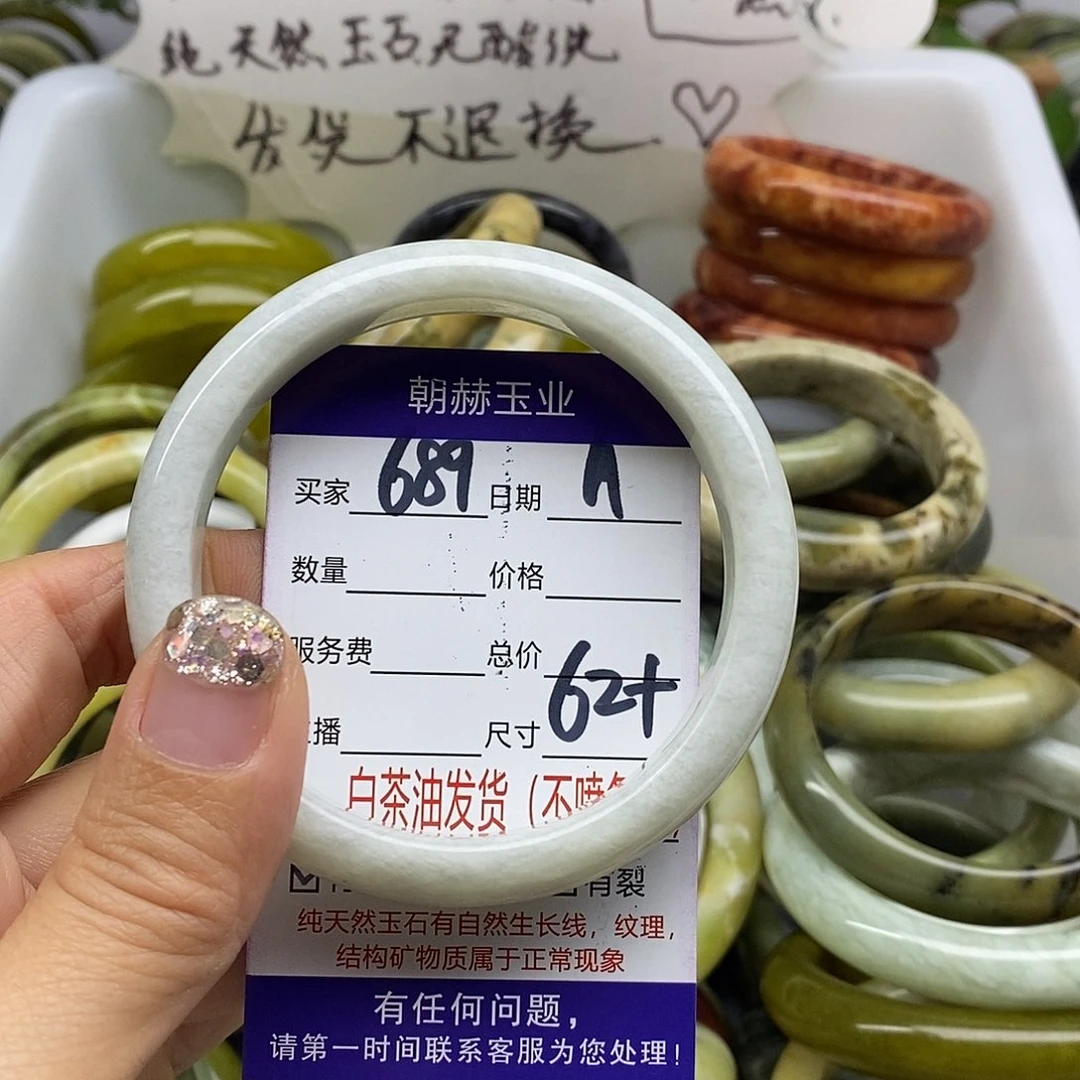 纯天然玉石无酸洗
发货不退换
朝赫玉业
买家 689 日期 A
数量 价格
服务费 总价
播 尺寸 62+
白茶油发货（不喷
有裂
纯天然玉石有自然生长线，纹理，
结构矿物质属于正常现象
有任何问题，
请第一时间联系客服为您处理！